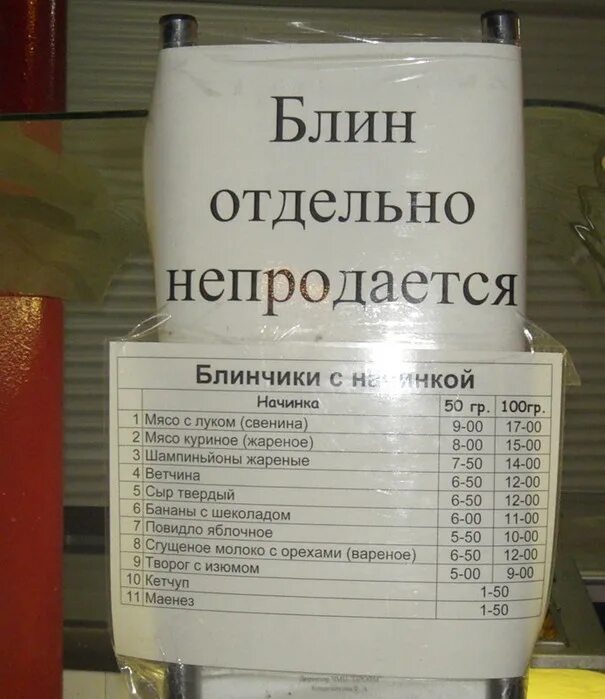 Блин
отдельно
непродается
Блинчики с начинкой
Начинка 50 гр. 100гр.
1 Мясо с луком (свенина) 9-00 17-00
2 Мясо куриное (жареное) 8-00 15-00
3 Шампиньйоны жареные 7-50 14-00
4 Ветчина 6-50 12-00
5 Сыр твердый 6-50 12-00
6 Бананы с шеколадом 6-00 11-00
7 Повидло яблочное 5-50 10-00
8 Сгущеное молоко с орехами (вареное) 6-50 12-00
9 Творог с изюмом 5-00 9-00
10 Кетчуп 1-50
11 Маенез 1-50